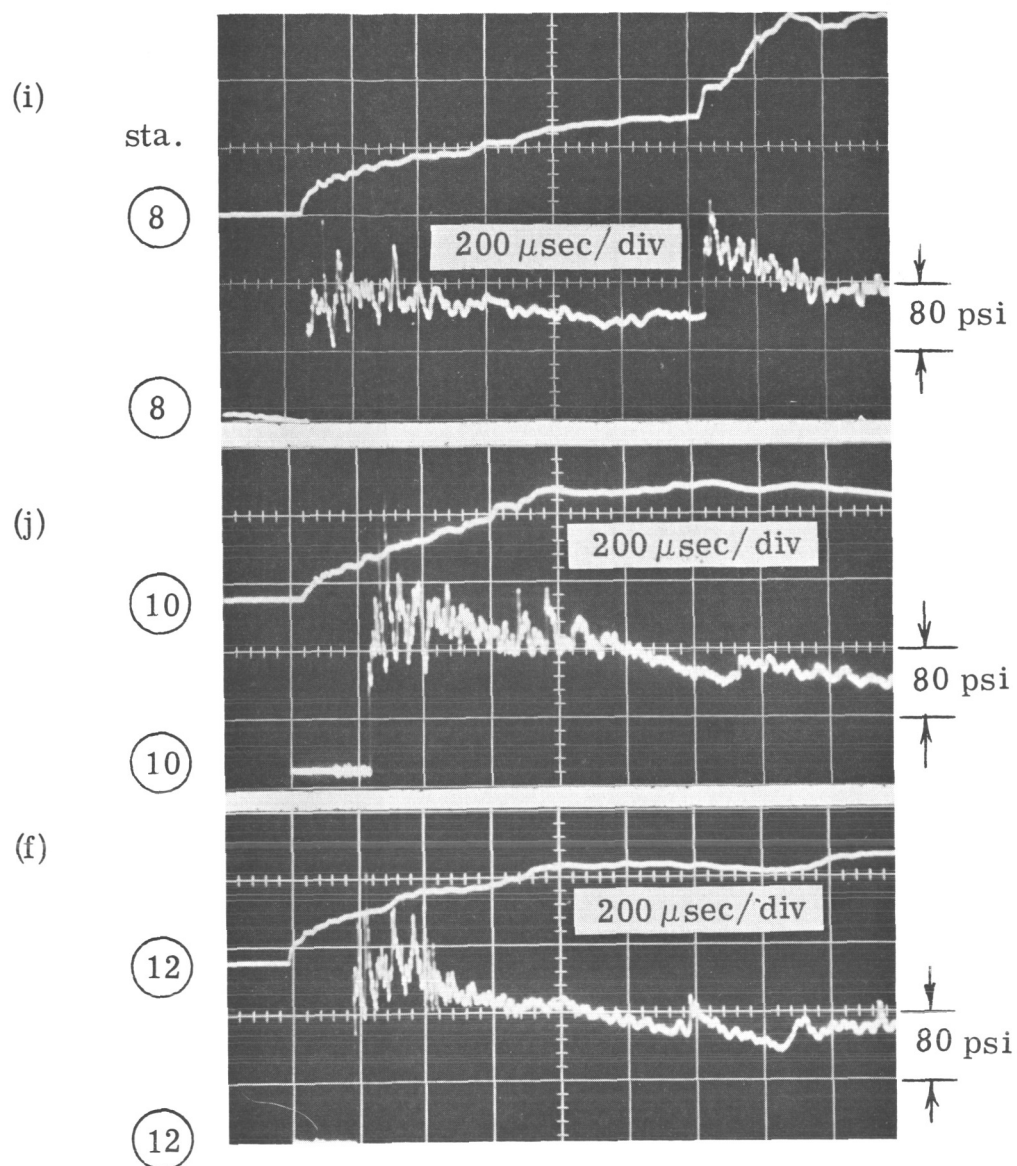 (i)
sta.
8
200 μsec/ div
80 psi
8
(j)
200 μsec/ div
10
80 psi
10
(f)
200 μsec/ div
12
80 psi
12